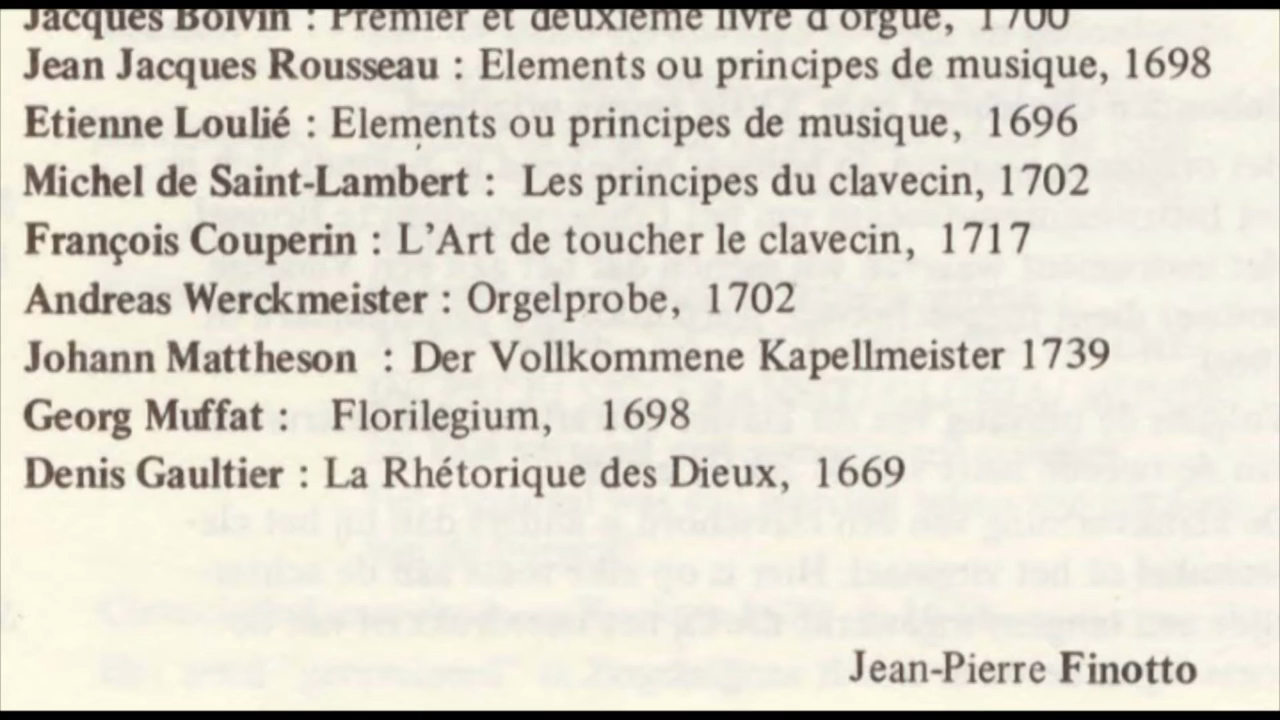 Jacques Boivin : Premier et deuxième livre d'orgue, 1700
Jean Jacques Rousseau : Elements ou principes de musique, 1698
Etienne Loulié : Elements ou principes de musique, 1696
Michel de Saint-Lambert : Les principes du clavecin, 1702
François Couperin : L'Art de toucher le clavecin, 1717
Andreas Werckmeister : Orgelprobe, 1702
Johann Mattheson : Der Vollkommene Kapellmeister 1739
Georg Muffat : Florilegium, 1698
Denis Gaultier : La Rhétorique des Dieux, 1669
Jean-Pierre Finotto